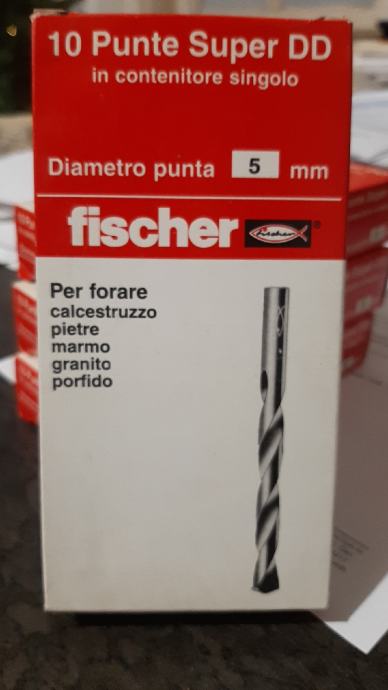 10 Punte Super DD
in contenitore singolo
Diametro punta 5 mm
fischer fischer ®
Per forare
calcestruzzo
pietre
marmo
granito
porfido